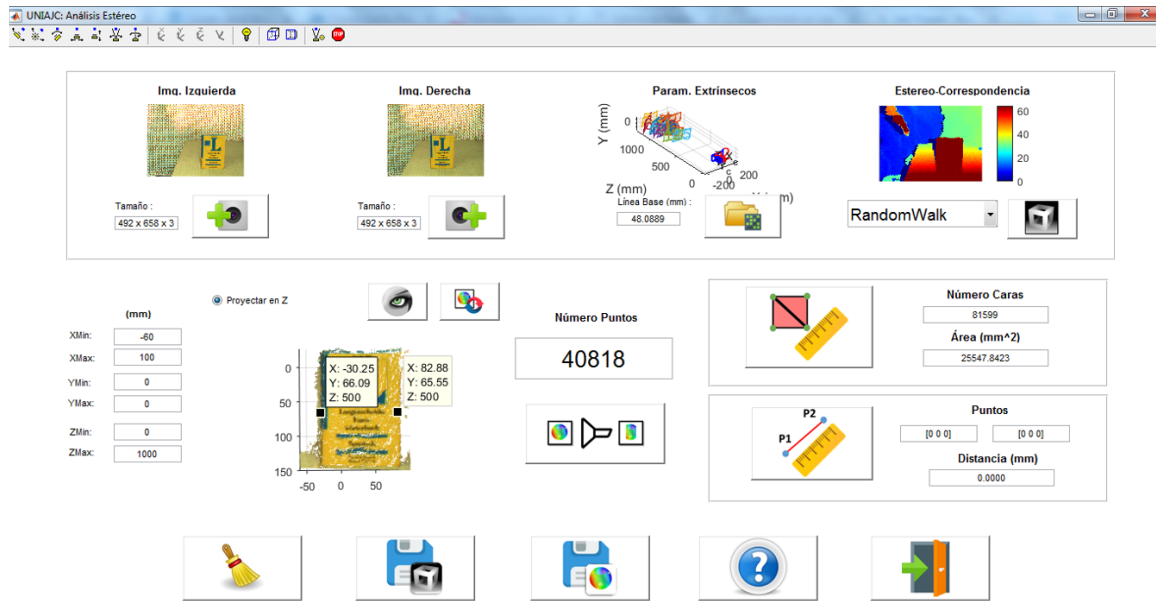 UNIAJC: Análisis Estéreo
STOP
Img. Izquierda
Img. Derecha
Param. Extrínsecos
Estereo-Correspondencia
L
L
Y (mm)
0
1000
500
0
Z (mm)
-200
200
m)
60
40
20
0
Tamaño :
492 x 658 x 3
Tamaño :
492 x 658 x 3
Línea Base (mm) :
48.0889
RandomWalk
Proyectar en Z
(mm)
XMin: -60
XMax: 100
YMin: 0
YMax: 0
ZMin: 0
ZMax: 1000
0
50
100
150
-50 0 50
X: -30.25
Y: 66.09
Z: 500
X: 82.88
Y: 65.55
Z: 500
Número Puntos
40818
Número Caras
81599
Área (mm^2)
25547.8423
P1
P2
Puntos
[0 0 0] [0 0 0]
Distancia (mm)
0.0000
?